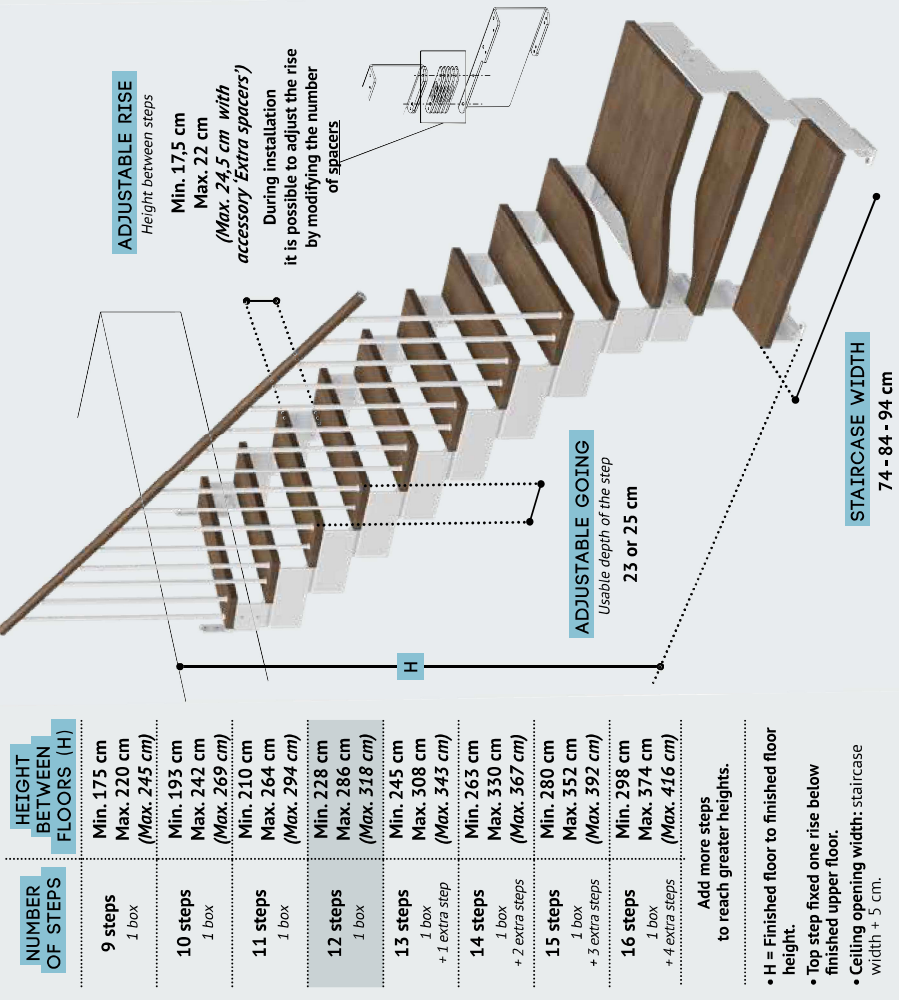 NUMBER
OF STEPS
HEIGHT
BETWEEN
FLOORS (H)
9 steps
1 box
Min. 175 cm
Max. 220 cm
(Max. 245 cm)
10 steps
1 box
Min. 193 cm
Max. 242 cm
(Max. 269 cm)
11 steps
1 box
Min. 210 cm
Max. 264 cm
(Max. 294 cm)
12 steps
1 box
Min. 228 cm
Max. 286 cm
(Max. 318 cm)
13 steps
1 box
+ 1 extra step
Min. 245 cm
Max. 308 cm
(Max. 343 cm)
14 steps
1 box
+ 2 extra steps
Min. 263 cm
Max. 330 cm
(Max. 367 cm)
15 steps
1 box
+ 3 extra steps
Min. 280 cm
Max. 352 cm
(Max. 392 cm)
16 steps
1 box
+ 4 extra steps
Min. 298 cm
Max. 374 cm
(Max. 416 cm)
Add more steps
to reach greater heights.
• H = Finished floor to finished floor
height.
• Top step fixed one rise below
finished upper floor.
• Ceiling opening width: staircase
width + 5 cm.
H
ADJUSTABLE RISE
Height between steps
Min. 17,5 cm
Max. 22 cm
(Max. 24,5 cm with
accessory 'Extra spacers')
During installation
it is possible to adjust the rise
by modifying the number
of spacers
ADJUSTABLE GOING
Usable depth of the step
23 or 25 cm
STAIRCASE WIDTH
74 - 84 - 94 cm